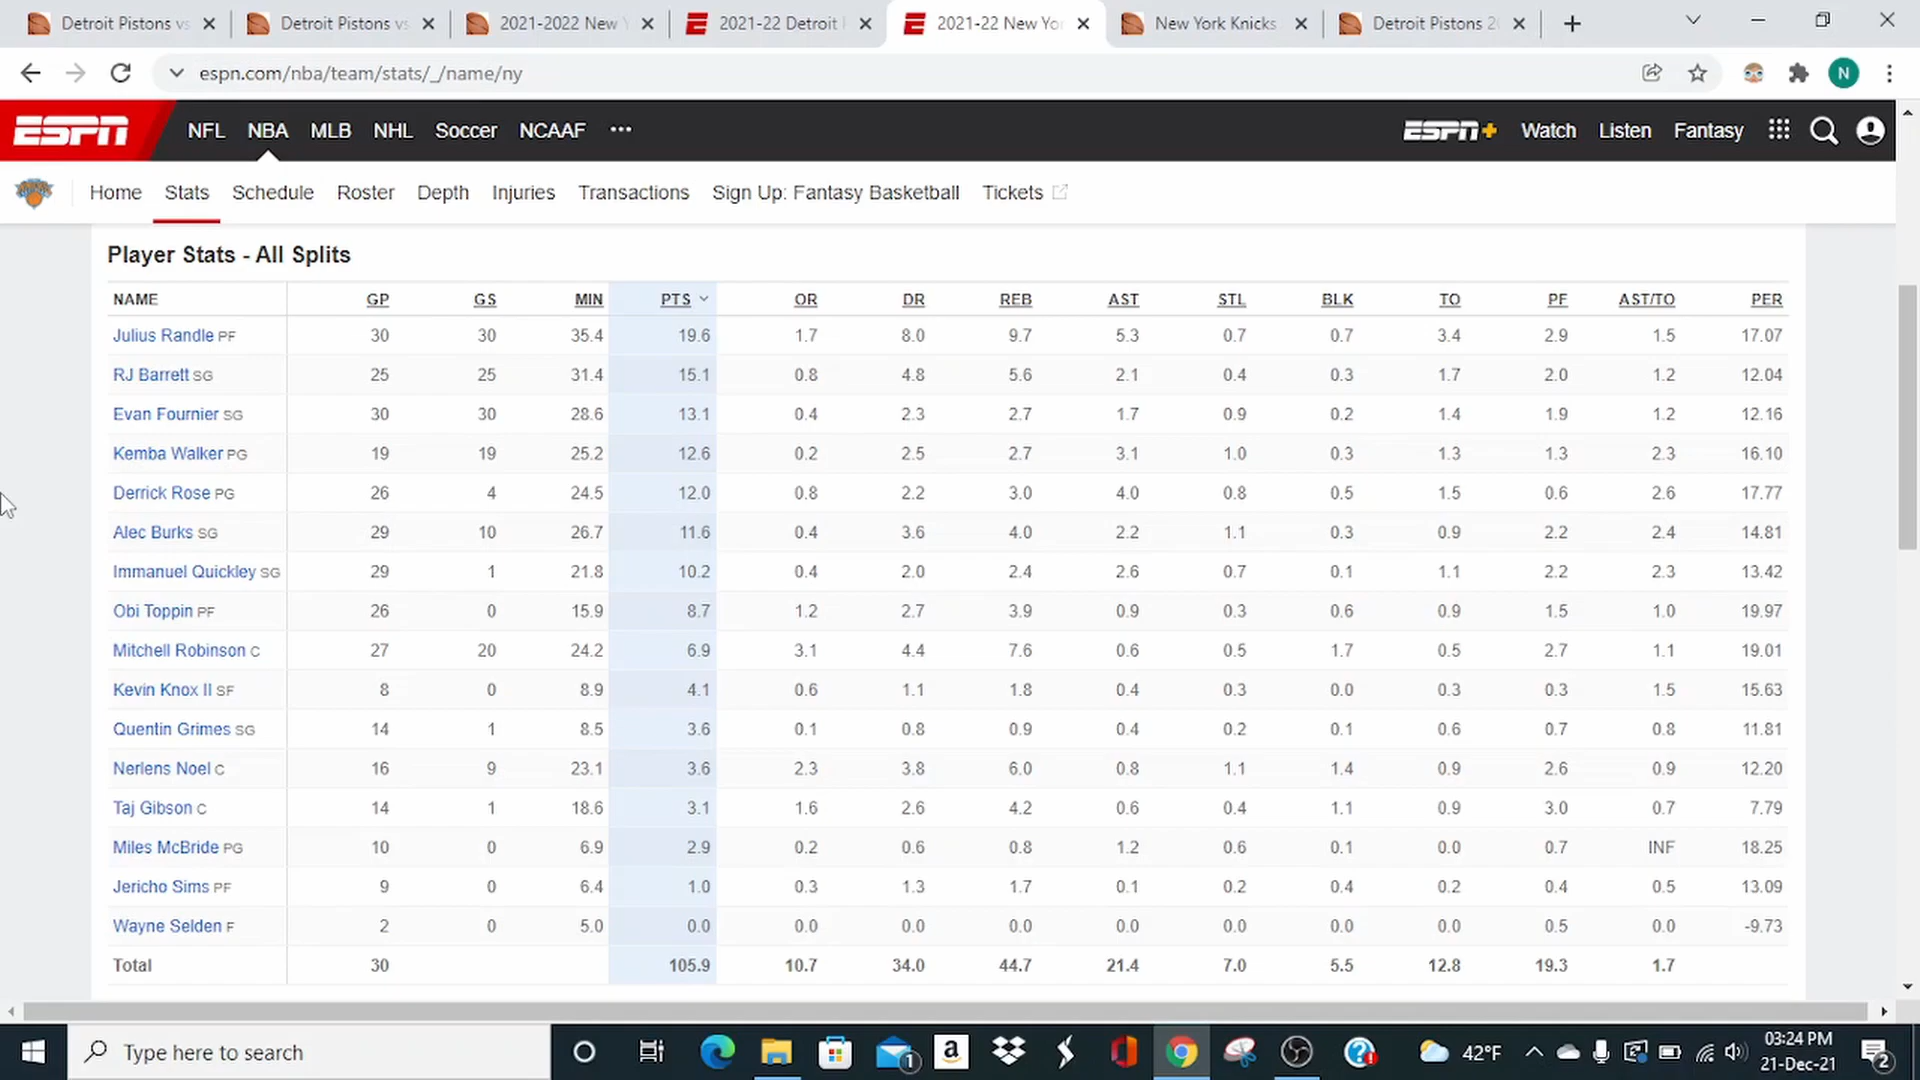 Detroit Pistons vs Detroit Pistons vs 2021-2022 New Y 2021-22 Detroit 2021-22 New Yor New York Knicks Detroit Pistons 20
espn.com/nba/team/stats/_/name/ny N
ESPN NFL NBA MLB NHL Soccer NCAAF ••• ESPN+ Watch Listen Fantasy
Home Stats Schedule Roster Depth Injuries Transactions Sign Up: Fantasy Basketball Tickets
Player Stats - All Splits
NAME GP GS MIN PTS OR DR REB AST STL BLK TO PF AST/TO PER
Julius Randle PF 30 30 35.4 19.6 1.7 8.0 9.7 5.3 0.7 0.7 3.4 2.9 1.5 17.07
RJ Barrett SG 25 25 31.4 15.1 0.8 4.8 5.6 2.1 0.4 0.3 1.7 2.0 1.2 12.04
Evan Fournier SG 30 30 28.6 13.1 0.4 2.3 2.7 1.7 0.9 0.2 1.4 1.9 1.2 12.16
Kemba Walker PG 19 19 25.2 12.6 0.2 2.5 2.7 3.1 1.0 0.3 1.3 1.3 2.3 16.10
Derrick Rose PG 26 4 24.5 12.0 0.8 2.2 3.0 4.0 0.8 0.5 1.5 0.6 2.6 17.77
Alec Burks SG 29 10 26.7 11.6 0.4 3.6 4.0 2.2 1.1 0.3 0.9 2.2 2.4 14.81
Immanuel Quickley SG 29 1 21.8 10.2 0.4 2.0 2.4 2.6 0.7 0.1 1.1 2.2 2.3 13.42
Obi Toppin PF 26 0 15.9 8.7 1.2 2.7 3.9 0.9 0.3 0.6 0.9 1.5 1.0 19.97
Mitchell Robinson C 27 20 24.2 6.9 3.1 4.4 7.6 0.6 0.5 1.7 0.5 2.7 1.1 19.01
Kevin Knox II SF 8 0 8.9 4.1 0.6 1.1 1.8 0.4 0.3 0.0 0.3 0.3 1.5 15.63
Quentin Grimes SG 14 1 8.5 3.6 0.1 0.8 0.9 0.4 0.2 0.1 0.6 0.7 0.8 11.81
Nerlens Noel C 16 9 23.1 3.6 2.3 3.8 6.0 0.8 1.1 1.4 0.9 2.6 0.9 12.20
Taj Gibson C 14 1 18.6 3.1 1.6 2.6 4.2 0.6 0.4 1.1 0.9 3.0 0.7 7.79
Miles McBride PG 10 0 6.9 2.9 0.2 0.6 0.8 1.2 0.6 0.1 0.0 0.7 INF 18.25
Jericho Sims PF 9 0 6.4 1.0 0.3 1.3 1.7 0.1 0.2 0.4 0.2 0.4 0.5 13.09
Wayne Selden F 2 0 5.0 0.0 0.0 0.0 0.0 0.0 0.0 0.0 0.0 0.5 0.0 -9.73
Total 30 105.9 10.7 34.0 44.7 21.4 7.0 5.5 12.8 19.3 1.7
Type here to search 1 a 42°F 03:24 PM 2
21-Dec-21